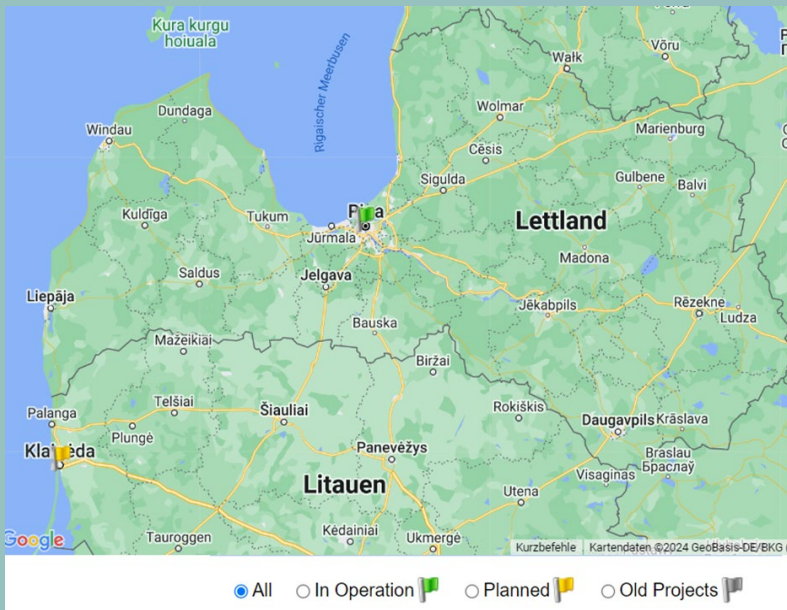 Kura kurgu
hoiuala
Rigaischer Meerbusen
Walk
Võru
Dundaga
Windau
Wolmar
Marienburg
Cēsis
Sigulda
Gulbene
Balvi
Kuldīga
Tukum
Jūrmala
Lettland
Madona
Saldus
Jelgava
Liepāja
Jēkabpils
Rēzekne
Ludza
Bauska
Mažeikiai
Biržai
Palanga
Telšiai
Šiauliai
Rokiškis
Daugavpils
Krāslava
Plungė
Panevėžys
Braslau
Браслаў
Visaginas
Litauen
Utena
Tauroggen
Kėdainiai
Ukmergė
Google
Kurzbefehle
Kartendaten ©2024 GeoBasis-DE/BKG
All In Operation Planned Old Projects